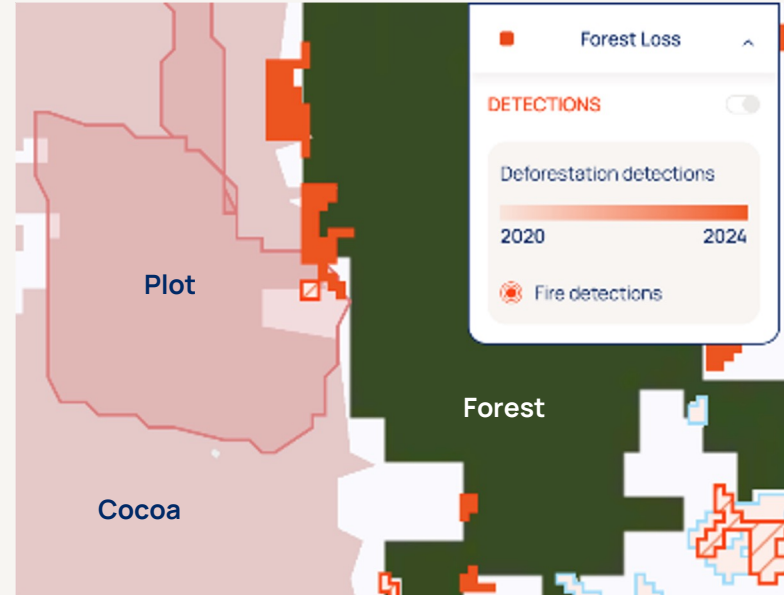 Forest Loss
DETECTIONS
Deforestation detections
2020 2024
Fire detections
Plot
Forest
Cocoa